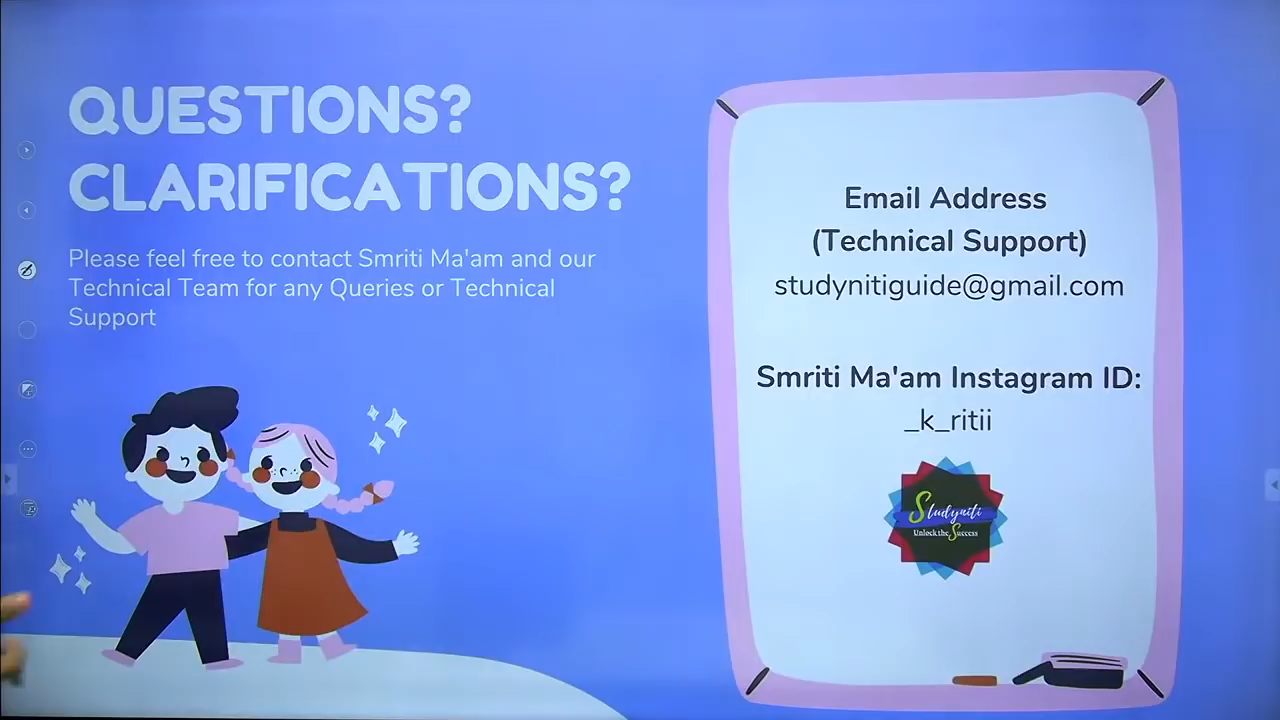 QUESTIONS?
CLARIFICATIONS?
Please feel free to contact Smriti Ma'am and our
Technical Team for any Queries or Technical
Support
Email Address
(Technical Support)
studynitiguide@gmail.com
Smriti Ma'am Instagram ID:
_k_ritii
Studyniti
Unlock the Success